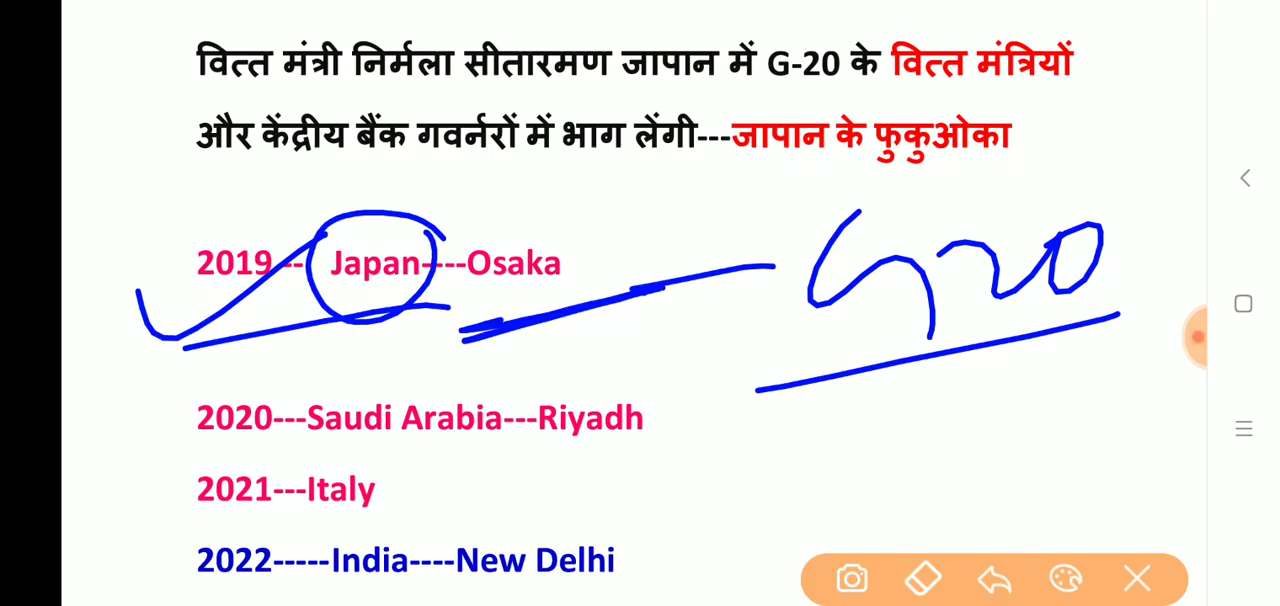 वित्त मंत्री निर्मला सीतारमण जापान में G-20 के वित्त मंत्रियों
और केंद्रीय बैंक गवर्नरों में भाग लेंगी---जापान के फुकुओका
2019--- Japan----Osaka
G20
2020---Saudi Arabia---Riyadh
2021---Italy
2022-----India----New Delhi